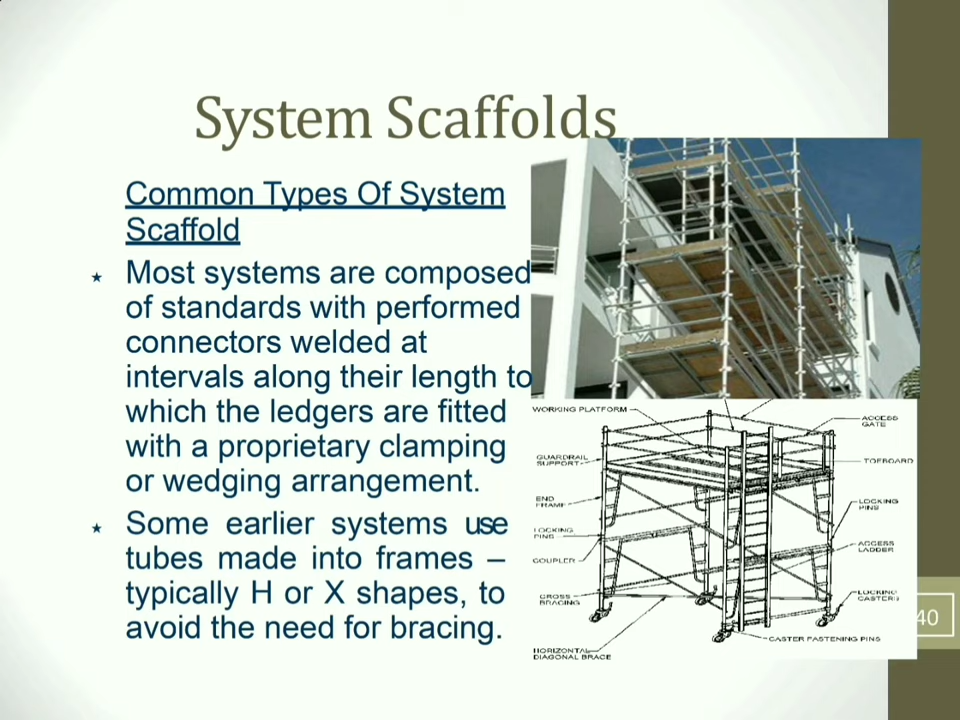 System Scaffolds
Common Types Of System
Scaffold
Most systems are composed
of standards with performed
connectors welded at
intervals along their length to
which the ledgers are fitted
with a proprietary clamping
or wedging arrangement.
Some earlier systems use
tubes made into frames –
typically H or X shapes, to
avoid the need for bracing.
WORKING PLATFORM
ACCESS
GATE
GUARDRAIL
SUPPORT
TOEBOARD
END
FRAME
LOCKING
PINS
LOCKING
PINS
COUPLER
ACCESS
LADDER
CROSS
BRACING
LOCKING
CASTERS
CASTER FASTENING PINS
HORIZONTAL
DIAGONAL BRACE
40